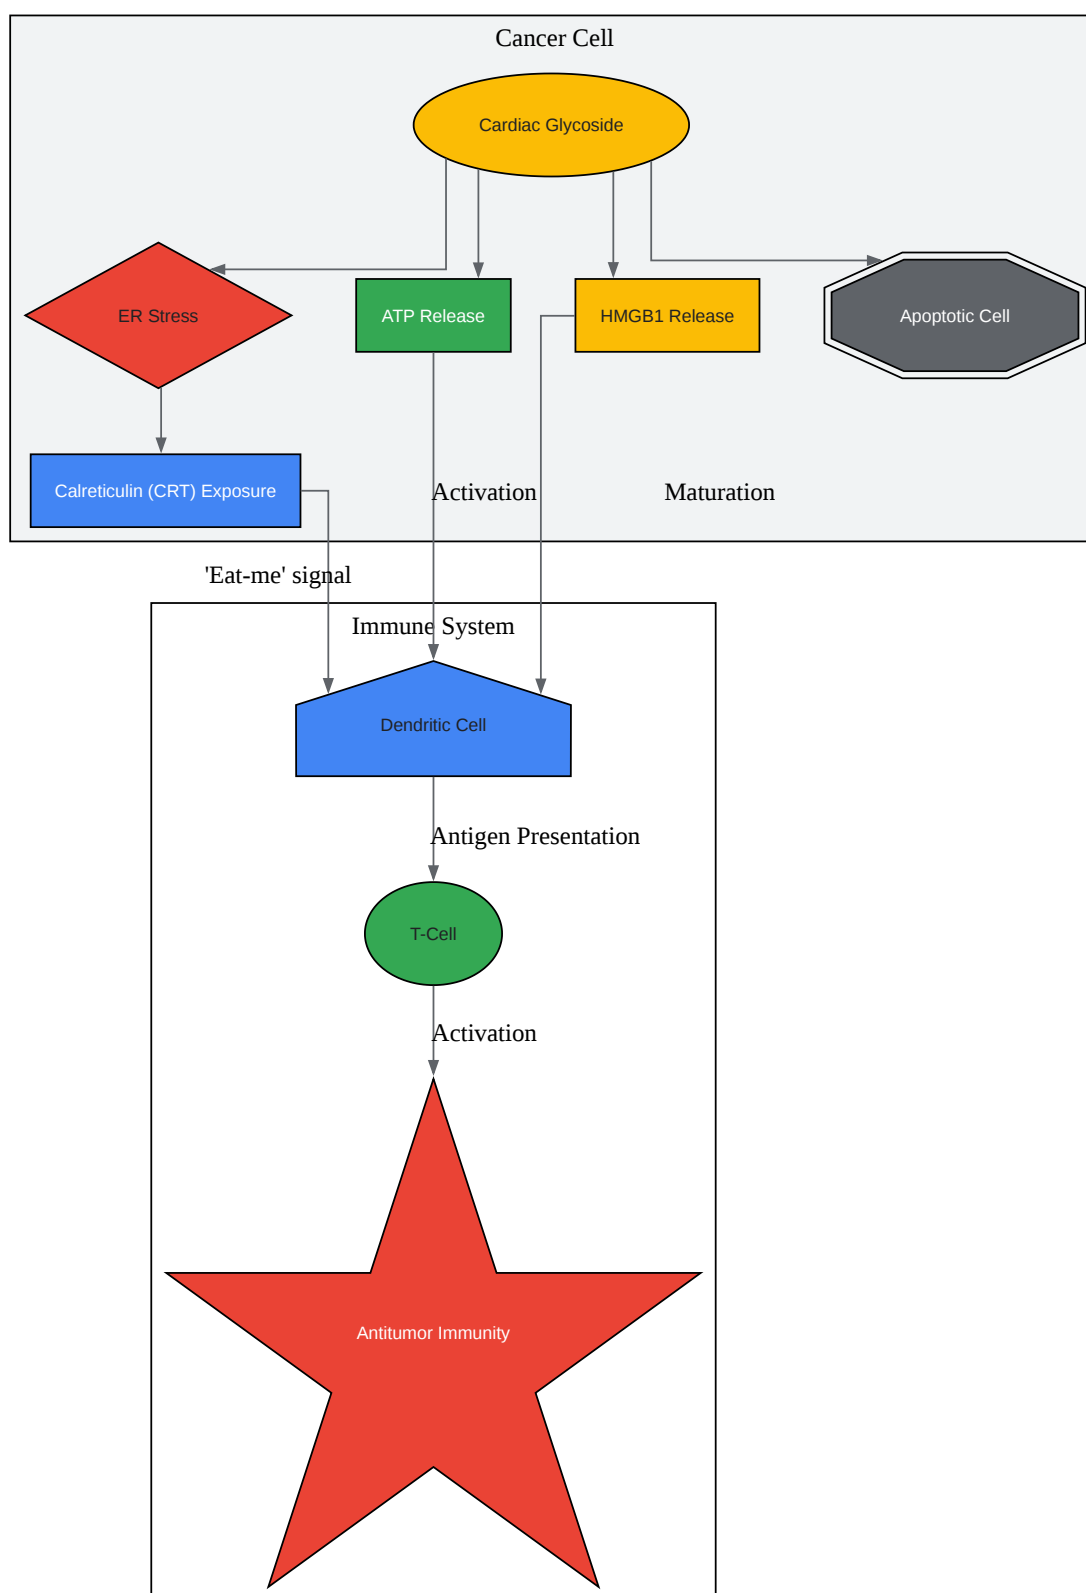 Cancer Cell
Cardiac Glycoside
ER Stress
ATP Release
HMGB1 Release
Apoptotic Cell
Calreticulin (CRT) Exposure
Activation
Maturation
'Eat-me' signal
Immune System
Dendritic Cell
Antigen Presentation
T-Cell
Activation
Antitumor Immunity